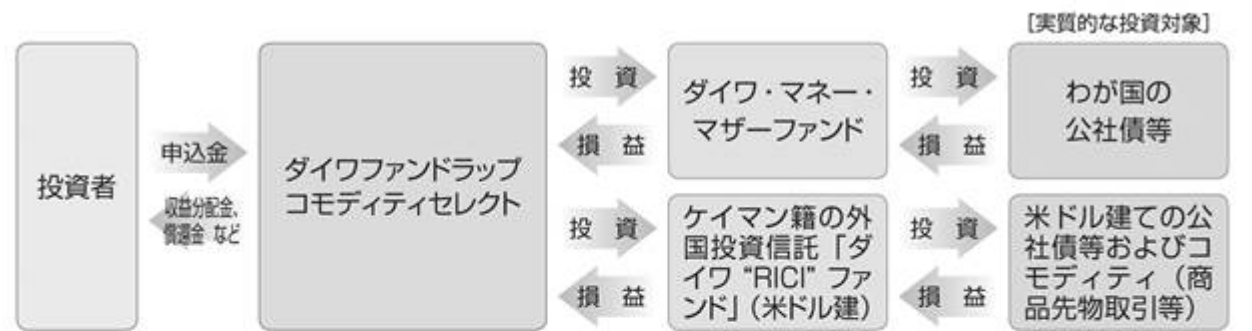 [実質的な投資対象]
投資者
申込金
収益分配金、
償還金 など
ダイワファンドラップ
コモディティセレクト
投 資
損 益
ダイワ・マネー・
マザーファンド
投 資
損 益
わが国の
公社債等
投 資
損 益
ケイマン籍の外
国投資信託「ダ
イワ “RICI” ファ
ンド」(米ドル建)
投 資
損 益
米ドル建ての公
社債等およびコ
モディティ(商
品先物取引等)